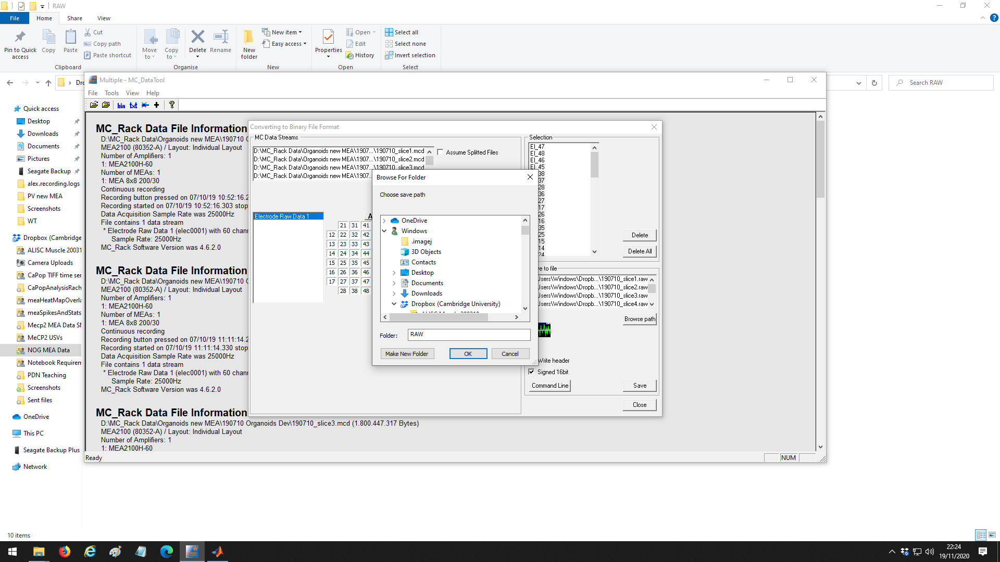 RAW
File
Home
Share
View
Pin to Quick access
Copy
Paste
Cut
Copy path
Paste shortcut
Clipboard
Move to
Copy to
Delete
Rename
Organise
New folder
New item
Easy access
New
Properties
Open
Edit
History
Open
Select all
Select none
Invert selection
Select
Search RAW
Multiple - MC_DataTool
File Tools View Help
bin txt
Quick access
Desktop
Downloads
Documents
Pictures
Seagate Backup
alex.recording.logs
PV new MEA
Screenshots
WT
Dropbox (Cambridge
ALISC Muscle 20031
Camera Uploads
CaPop TIFF time ser
CaPopAnalysisRach
meaHeatMapOverla
meaSpikesAndStats
Mecp2 MEA Data SN
MeCP2 USVs
NOG MEA Data
Notebook Requirem
PDN Teaching
Screenshots
Sent files
OneDrive
This PC
Seagate Backup Plus
Network
10 items
MC_Rack Data File Information
D:\MC_Rack Data\Organoids new MEA\190710
MEA2100 (80352-A) / Layout: Individual Layout
Number of Amplifiers: 1
1: MEA2100H-60
Number of MEAs: 1
1: MEA 8x8 200/30
Continuous recording
Recording button pressed on 07/10/19 10:52:16.2
Recording started on 07/10/19 10:52:16.303 stop
Data Acquisition Sample Rate was 25000Hz
File contains 1 data stream
* Electrode Raw Data 1 (elec0001) with 60 chann
Sample Rate: 25000Hz
MC_Rack Software Version was 4.6.2.0
MC_Rack Data File Information
D:\MC_Rack Data\Organoids new MEA\190710
MEA2100 (80352-A) / Layout: Individual Layout
Number of Amplifiers: 1
1: MEA2100H-60
Number of MEAs: 1
1: MEA 8x8 200/30
Continuous recording
Recording button pressed on 07/10/19 11:11:14.2
Recording started on 07/10/19 11:11:14.330 stop
Data Acquisition Sample Rate was 25000Hz
File contains 1 data stream
* Electrode Raw Data 1 (elec0001) with 60 chann
Sample Rate: 25000Hz
MC_Rack Software Version was 4.6.2.0
MC_Rack Data File Information
D:\MC_Rack Data\Organoids new MEA\190710 Organoids Dev\190710_slice3.mcd (1.800.447.317 Bytes)
MEA2100 (80352-A) / Layout: Individual Layout
Number of Amplifiers: 1
1: MEA2100H-60
Ready
NUM
Converting to Binary File Format
MC Data Streams
D:\MC_Rack Data\Organoids new MEA\1907...\190710_slice1.mcd
D:\MC_Rack Data\Organoids new MEA\1907...\190710_slice2.mcd
D:\MC_Rack Data\Organoids new MEA\1907...\190710_slice3.mcd
D:\MC_Rack Data\Organoids new MEA\1907...
Assume Splitted Files
Electrode Raw Data 1
21 31 41
12 22 32 42
13 23 33 43
14 24 34 44
15 25 35 45
16 26 36 46
17 27 37 47
28 38 48
Selection
El_47
El_48
El_46
El_45
38
37
28
36
27
17
26
16
35
25
15
14
24
Delete
Delete All
to file
Users\Windows\Dropb...\190710_slice1.raw
Users\Windows\Dropb...\190710_slice2.raw
Users\Windows\Dropb...\190710_slice3.raw
Users\Windows\Dropb...\190710_slice4.raw
Browse path
Write header
Signed 16bit
Command Line
Save
Close
Browse For Folder
Choose save path
OneDrive
Windows
.imagej
3D Objects
Contacts
Desktop
Documents
Downloads
Dropbox (Cambridge University)
Folder: RAW
Make New Folder
OK
Cancel
22:24
19/11/2020